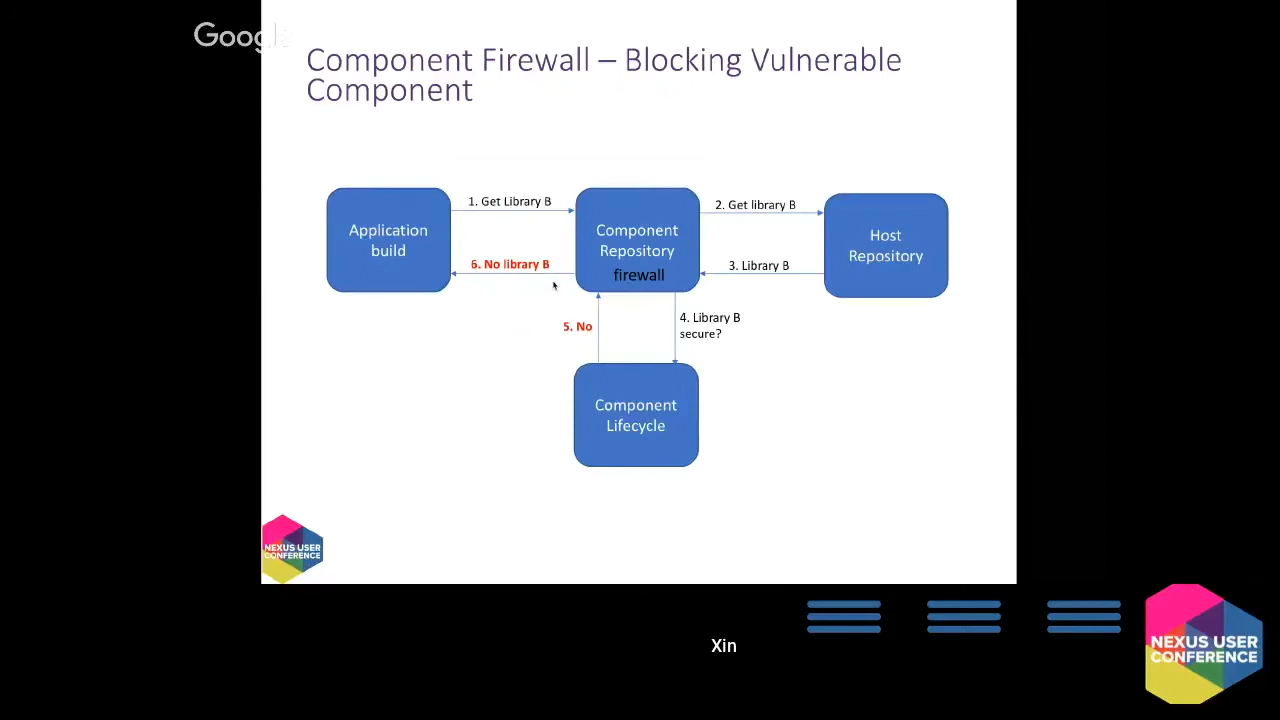 Google
Component Firewall – Blocking Vulnerable
Component
Application
build
1. Get Library B
Component
Repository
firewall
2. Get library B
Host
Repository
6. No library B
3. Library B
5. No
4. Library B
secure?
Component
Lifecycle
NEXUS USER
CONFERENCE
Xin
NEXUS USER
CONFERENCE